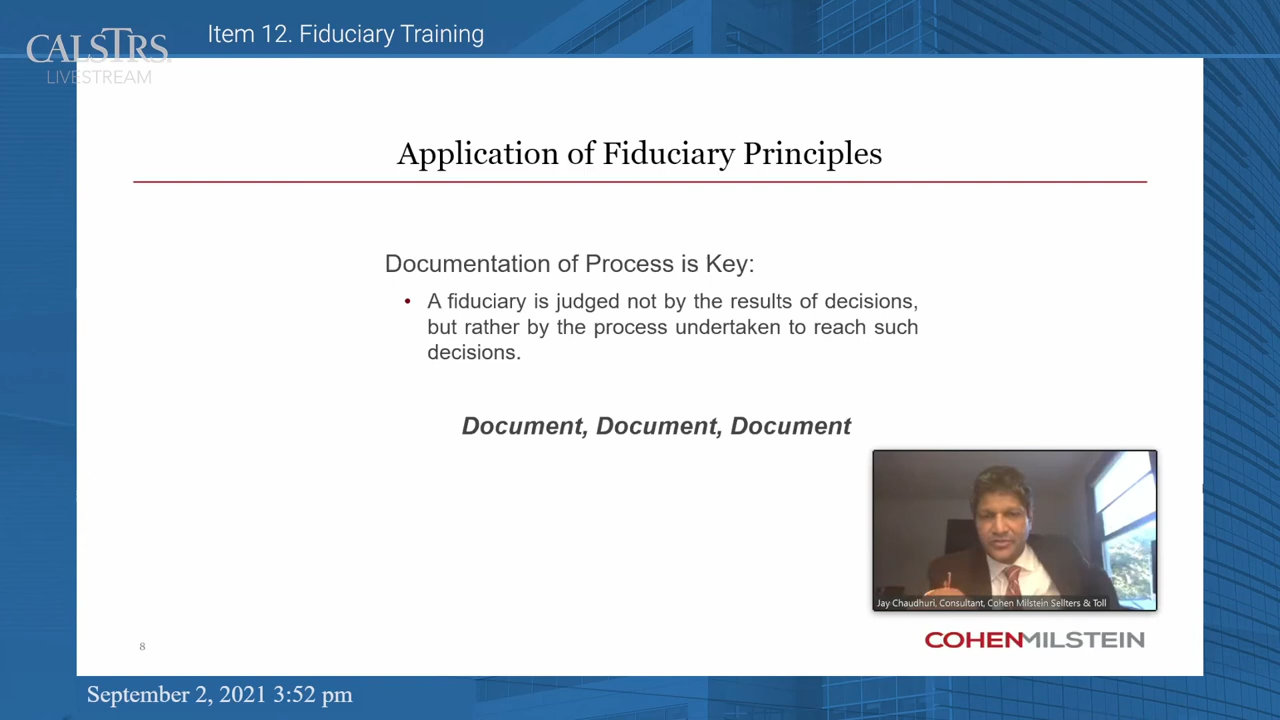 Item 12. Fiduciary Training
CALSTRS
LIVESTREAM
Application of Fiduciary Principles
Documentation of Process is Key:
• A fiduciary is judged not by the results of decisions,
but rather by the process undertaken to reach such
decisions.
Document, Document, Document
Jay Chaudhuri, Consultant, Cohen Milstein Sellters & Toll
COHENMILSTEIN
8
September 2, 2021 3:52 pm